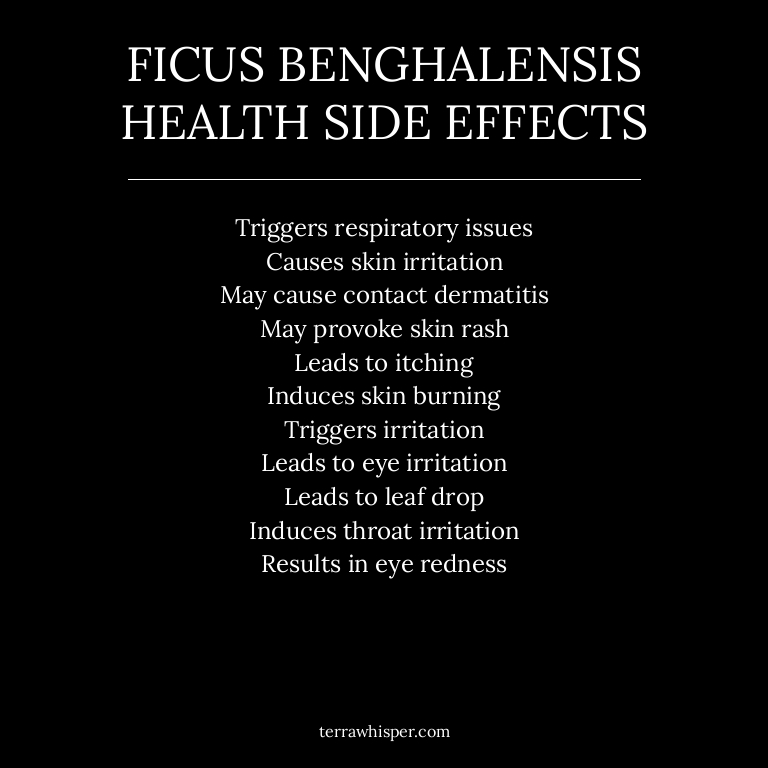 FICUS BENGHALENSIS
HEALTH SIDE EFFECTS
Triggers respiratory issues
Causes skin irritation
May cause contact dermatitis
May provoke skin rash
Leads to itching
Induces skin burning
Triggers irritation
Leads to eye irritation
Leads to leaf drop
Induces throat irritation
Results in eye redness
terrawhisper.com